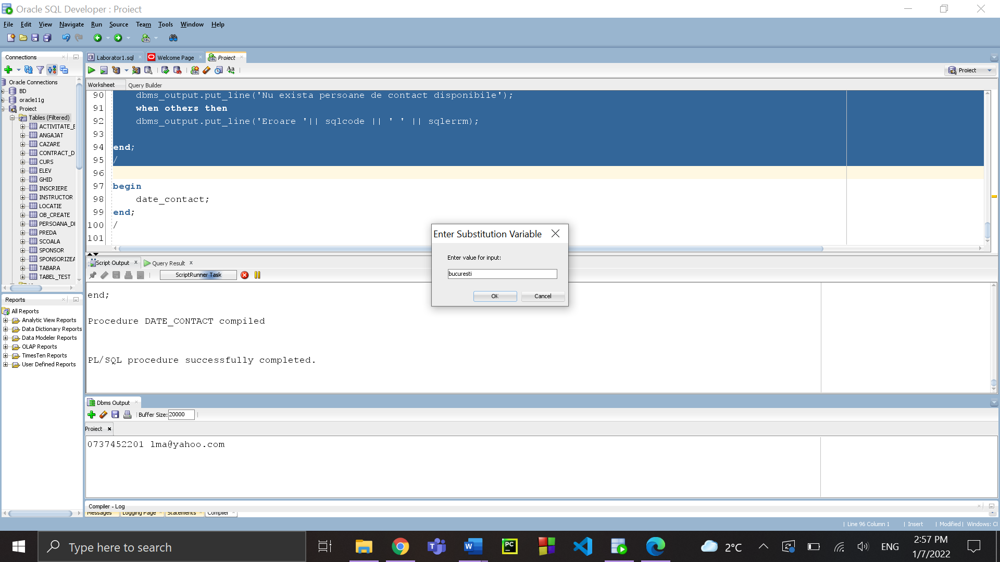 Oracle SQL Developer : Proiect
File Edit View Navigate Run Source Team Tools Window Help
Connections
Laborator1.sql
Welcome Page
Proiect
Proiect
Worksheet
Query Builder
Oracle Connections
BD
oracle11g
Proiect
Tables (Filtered)
ACTIVITATE_E
ANGAJAT
CAZARE
CONTRACT_D
CURS
ELEV
GHID
INSCRIERE
INSTRUCTOR
LOCATIE
OB_CREATE
PERSOANA_DI
PREDA
SCOALA
SPONSOR
SPONSORIZEA
TABARA
TABEL_TEST
90 dbms_output.put_line('Nu exista persoane de contact disponibile');
91 when others then
92 dbms_output.put_line('Eroare '|| sqlcode || ' ' || sqlerrm);
93
94 end;
95 /
96
97 begin
98 date_contact;
99 end;
100 /
101
Enter Substitution Variable
Enter value for input:
bucuresti
OK
Cancel
Script Output
Query Result
ScriptRunner Task
end;
Procedure DATE_CONTACT compiled
PL/SQL procedure successfully completed.
Reports
All Reports
Analytic View Reports
Data Dictionary Reports
Data Modeler Reports
OLAP Reports
TimesTen Reports
User Defined Reports
Dbms Output
Buffer Size: 20000
Proiect
0737452201 lma@yahoo.com
Compiler - Log
Messages
Logging Page
Statements
Compiler
Line 96 Column 1
Insert
Modified
Windows: Cl
Type here to search
2°C
ENG
2:57 PM
1/7/2022